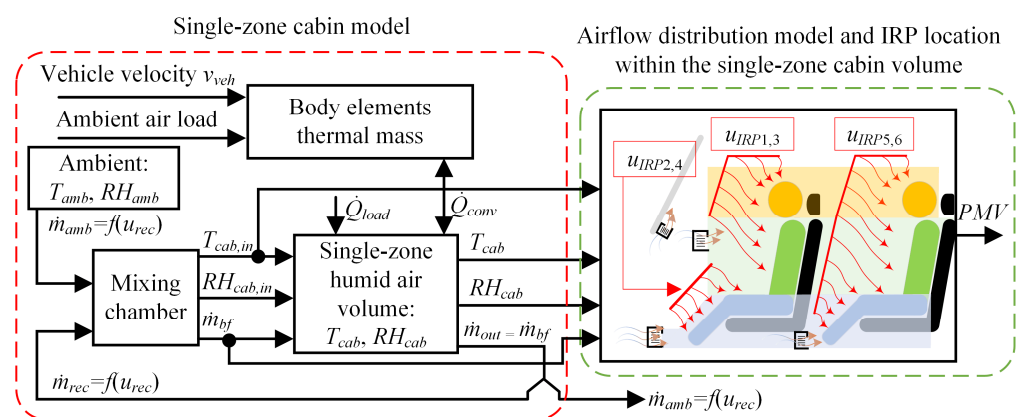 Single-zone cabin model
Airflow distribution model and IRP location
within the single-zone cabin volume
Vehicle velocity v_veh
Ambient air load
Body elements
thermal mass
Ambient:
T_amb, RH_amb
ṁ_amb=f(u_rec)
Mixing
chamber
T_cab,in
RH_cab,in
ṁ_bf
Q̇_load
Q̇_conv
Single-zone
humid air
volume:
T_cab, RH_cab
T_cab
RH_cab
ṁ_out = ṁ_bf
ṁ_rec=f(u_rec)
ṁ_amb=f(u_rec)
u_IRP2,4
u_IRP1,3
u_IRP5,6
PMV